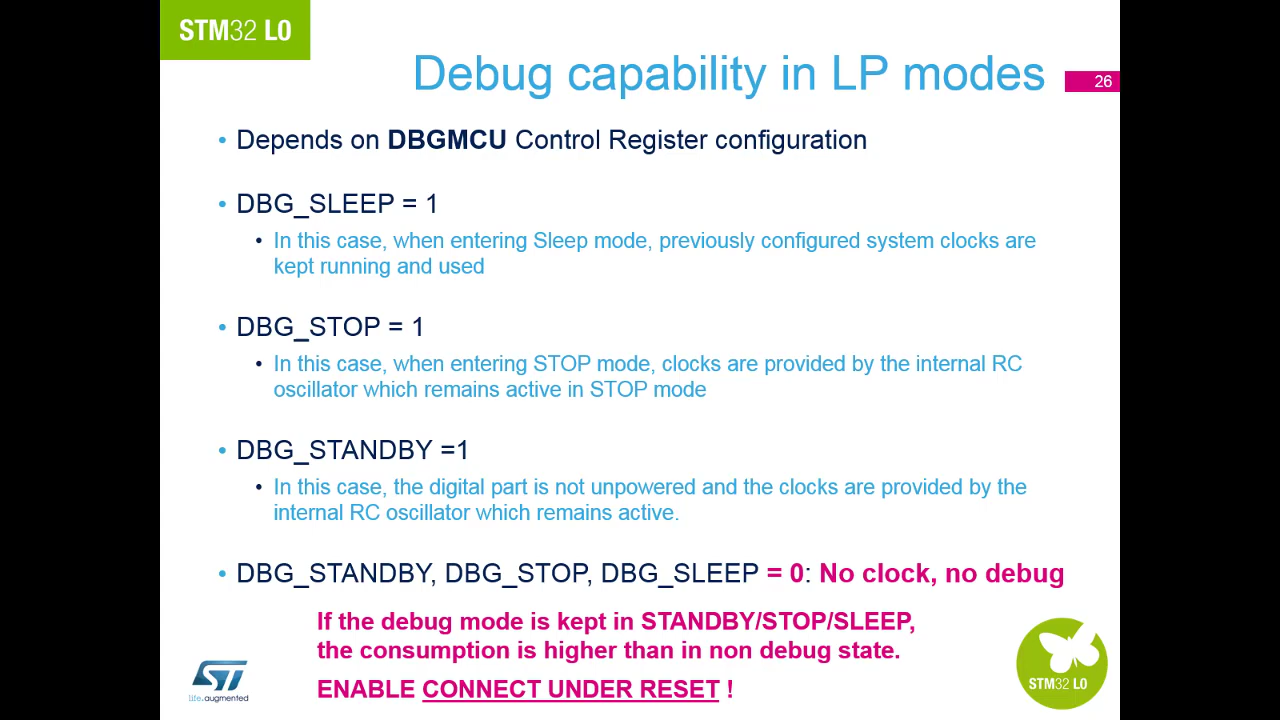 STM32 L0
Debug capability in LP modes
26
• Depends on DBGMCU Control Register configuration
• DBG_SLEEP = 1
• In this case, when entering Sleep mode, previously configured system clocks are
kept running and used
• DBG_STOP = 1
• In this case, when entering STOP mode, clocks are provided by the internal RC
oscillator which remains active in STOP mode
• DBG_STANDBY =1
• In this case, the digital part is not unpowered and the clocks are provided by the
internal RC oscillator which remains active.
• DBG_STANDBY, DBG_STOP, DBG_SLEEP = 0: No clock, no debug
If the debug mode is kept in STANDBY/STOP/SLEEP,
the consumption is higher than in non debug state.
ENABLE CONNECT UNDER RESET !
ST
life.augmented
STM32 L0